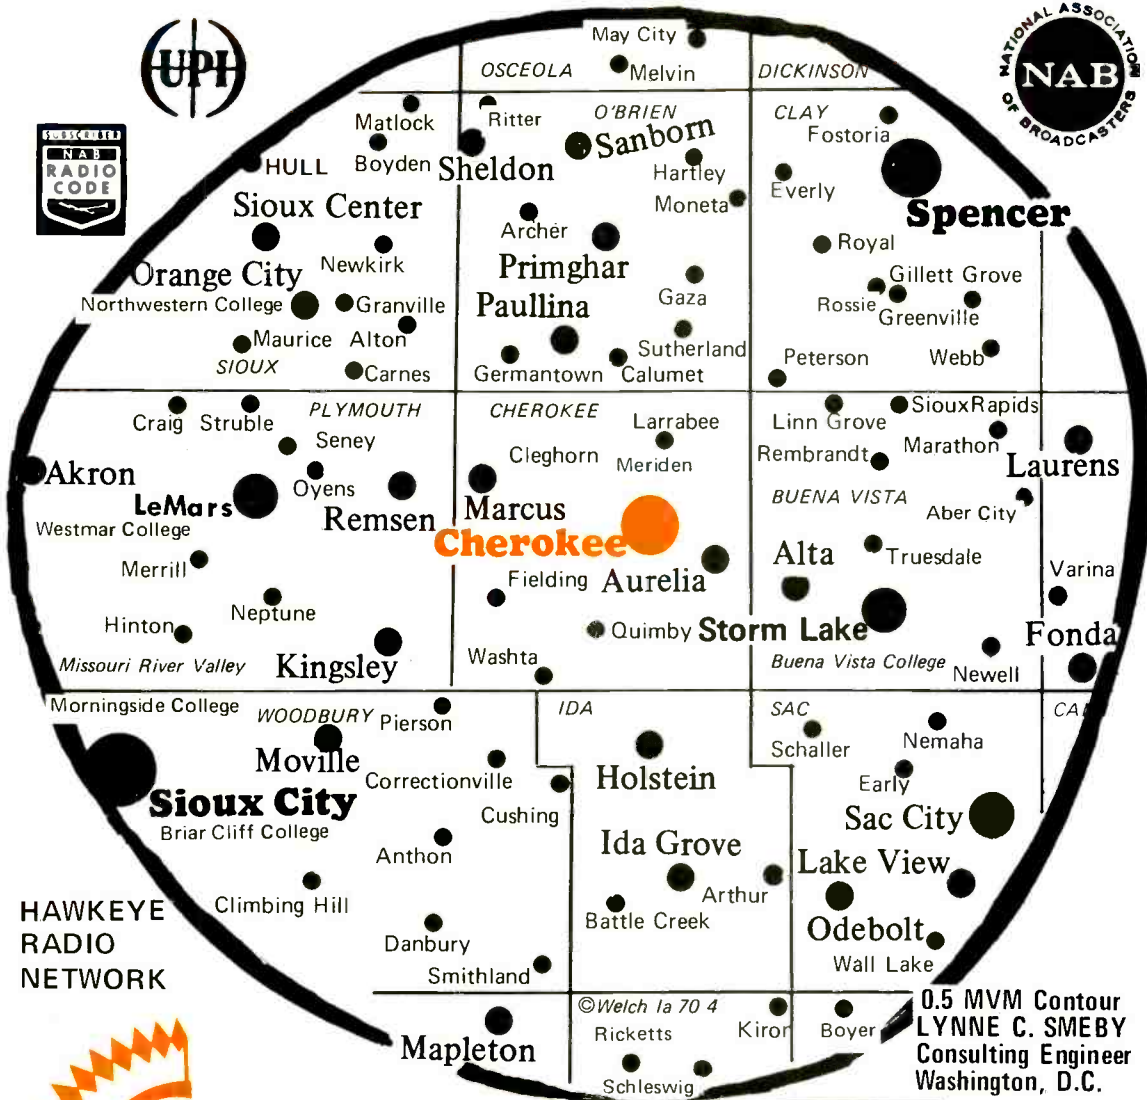 UPI
NATIONAL ASSOCIATION
NAB
OF BROADCASTERS
SUBSCRIBER
NAB
RADIO
CODE
May City
OSCEOLA
Melvin
DICKINSON
Matlock
Ritter
O'BRIEN
CLAY
Boyden
Sheldon
Sanborn
Fostoria
HULL
Hartley
Everly
Sioux Center
Moneta
Spencer
Archer
Royal
Orange City
Newkirk
Primghar
Gillett Grove
Northwestern College
Granville
Paullina
Gaza
Rossie
Greenville
Maurice
Alton
Sutherland
Peterson
Webb
SIOUX
Carnes
Germantown
Calumet
Craig
Struble
PLYMOUTH
CHEROKEE
Larrabee
Linn Grove
SiouxRapids
Seney
Cleghorn
Meriden
Rembrandt
Marathon
Akron
Oyens
Laurens
LeMars
Remsen
Marcus
BUENA VISTA
Aber City
Westmar College
Cherokee
Merrill
Fielding
Aurelia
Alta
Truesdale
Varina
Neptune
Hinton
Quimby
Storm Lake
Fonda
Missouri River Valley
Kingsley
Washta
Buena Vista College
Newell
Morningside College
WOODBURY
Pierson
IDA
SAC
CAL
Moville
Schaller
Nemaha
Correctionville
Holstein
Early
Sioux City
Cushing
Sac City
Briar Cliff College
Anthon
Ida Grove
Lake View
Climbing Hill
Arthur
Battle Creek
HAWKEYE
RADIO
NETWORK
Danbury
Odebolt
Smithland
Wall Lake
©Welch Ia 70 4
Mapleton
Ricketts
Kiron
Boyer
Schleswig
0.5 MVM Contour
LYNNE C. SMEBY
Consulting Engineer
Washington, D.C.